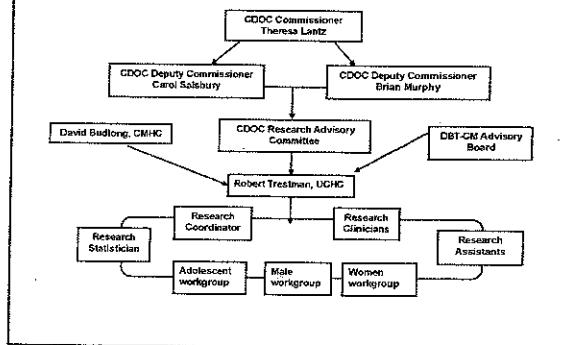 CDOC Commissioner
Theresa Lantz
CDOC Deputy Commissioner
Carol Salsbury
CDOC Deputy Commissioner
Brian Murphy
David Budlong, CMHC
CDOC Research Advisory
Committee
DBT-CM Advisory
Board
Robert Trestman, UCHC
Research
Coordinator
Research
Clinicians
Research
Statistician
Research
Assistants
Adolescent
workgroup
Male
workgroup
Women
workgroup